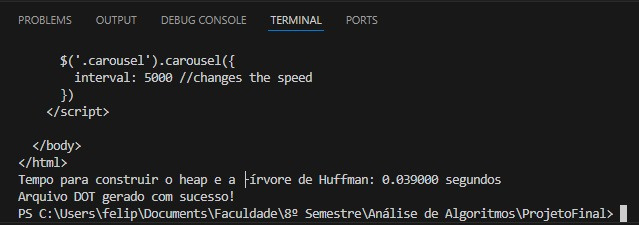 PROBLEMS OUTPUT DEBUG CONSOLE TERMINAL PORTS
$('.carousel').carousel({
interval: 5000 //changes the speed
})
</script>
</body>
</html>
Tempo para construir o heap e a ├írvore de Huffman: 0.039000 segundos
Arquivo DOT gerado com sucesso!
PS C:\Users\felip\Documents\Faculdade\8º Semestre\Análise de Algoritmos\ProjetoFinal>